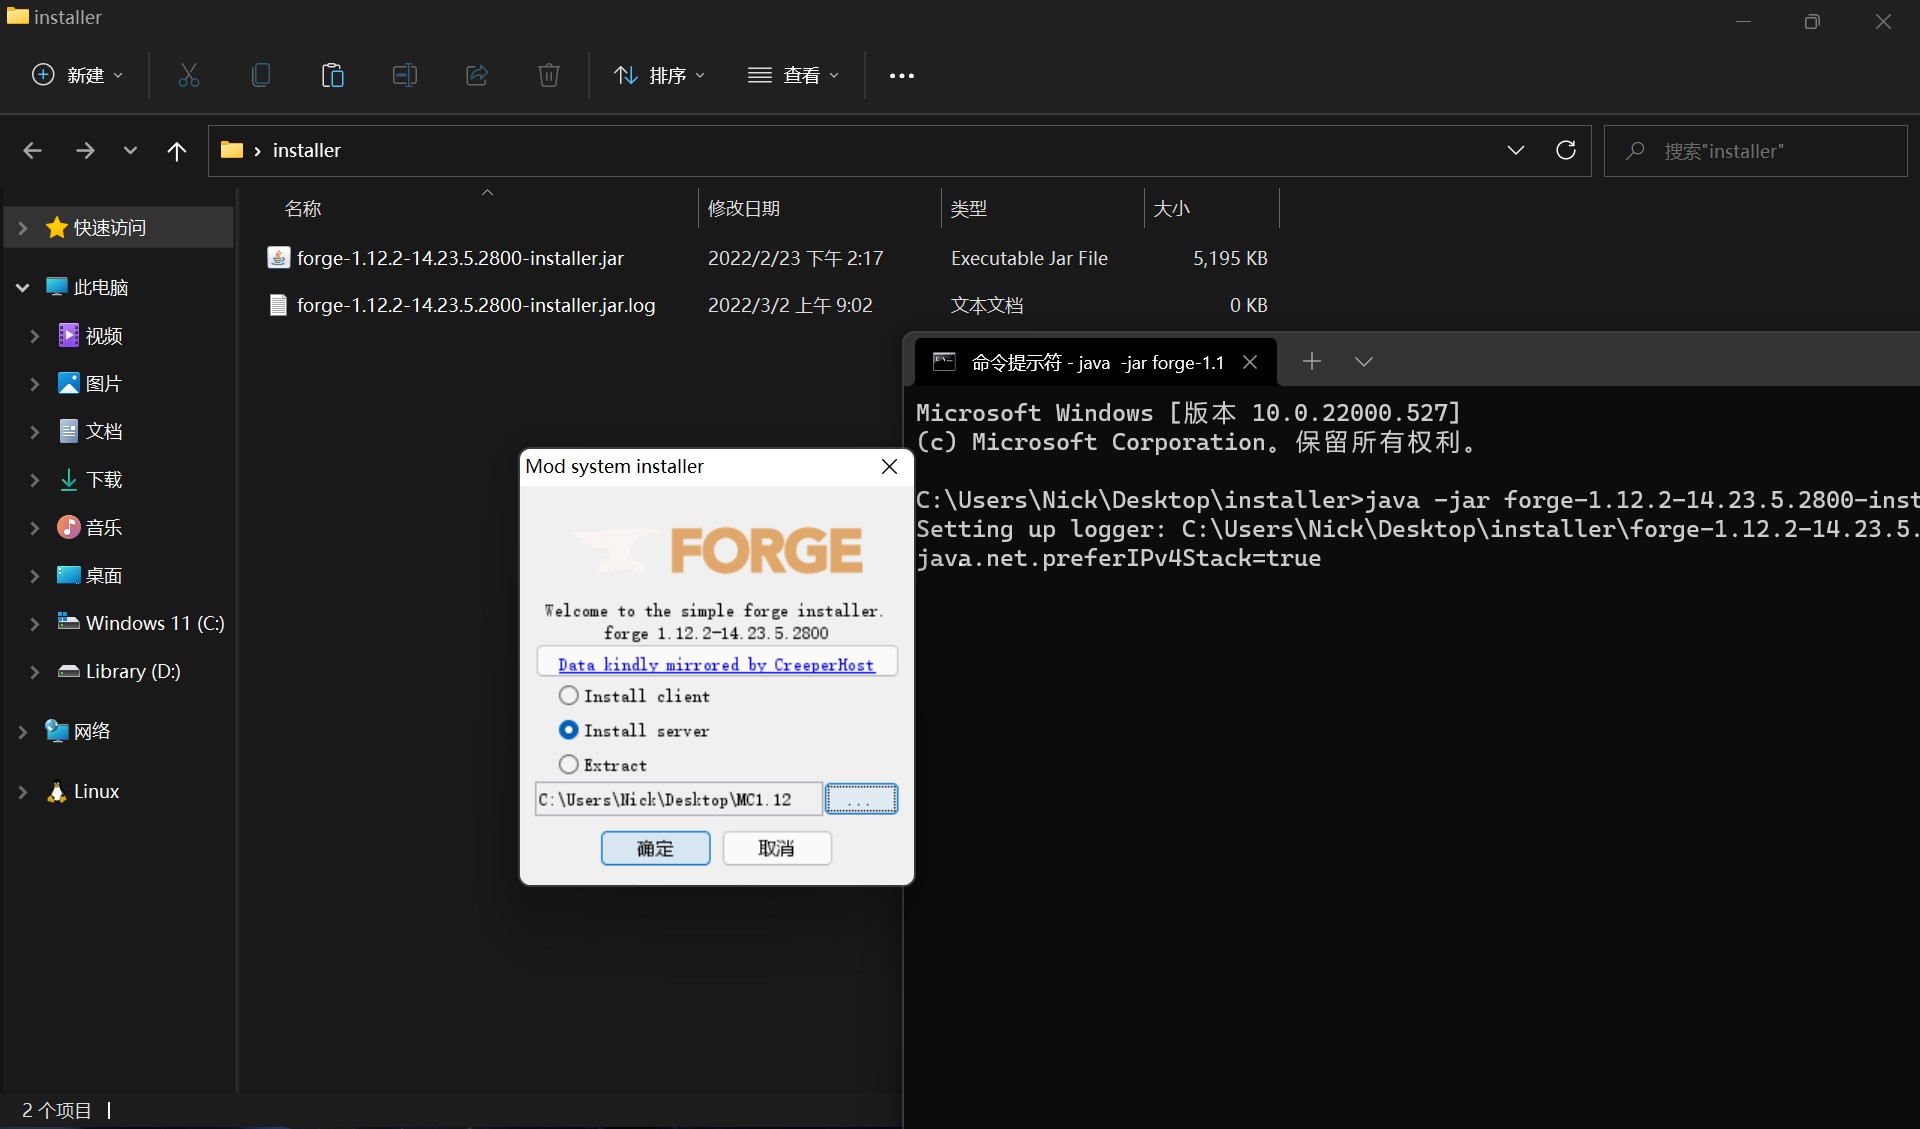 installer
新建
排序
查看
installer
搜索"installer"
名称
修改日期
类型
大小
快速访问
此电脑
视频
图片
文档
下载
音乐
桌面
Windows 11 (C:)
Library (D:)
网络
Linux
forge-1.12.2-14.23.5.2800-installer.jar
2022/2/23 下午 2:17
Executable Jar File
5,195 KB
forge-1.12.2-14.23.5.2800-installer.jar.log
2022/3/2 上午 9:02
文本文档
0 KB
命令提示符 - java  -jar forge-1.1
Microsoft Windows [版本 10.0.22000.527]
(c) Microsoft Corporation。保留所有权利。
C:\Users\Nick\Desktop\installer>java -jar forge-1.12.2-14.23.5.2800-inst
Setting up logger: C:\Users\Nick\Desktop\installer\forge-1.12.2-14.23.5.
java.net.preferIPv4Stack=true
Mod system installer
FORGE
Welcome to the simple forge installer.
forge 1.12.2-14.23.5.2800
Data kindly mirrored by CreeperHost
Install client
Install server
Extract
C:\Users\Nick\Desktop\MC1.12
...
确定
取消
2 个项目